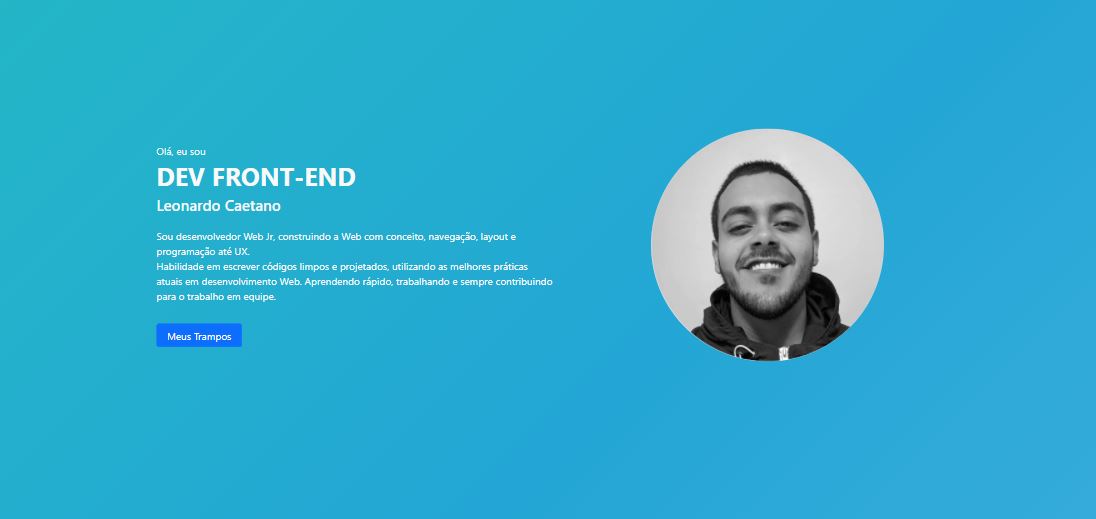 Olá, eu sou
DEV FRONT-END
Leonardo Caetano
Sou desenvolvedor Web Jr, construindo a Web com conceito, navegação, layout e
programação até UX.
Habilidade em escrever códigos limpos e projetados, utilizando as melhores práticas
atuais em desenvolvimento Web. Aprendendo rápido, trabalhando e sempre contribuindo
para o trabalho em equipe.
Meus Trampos